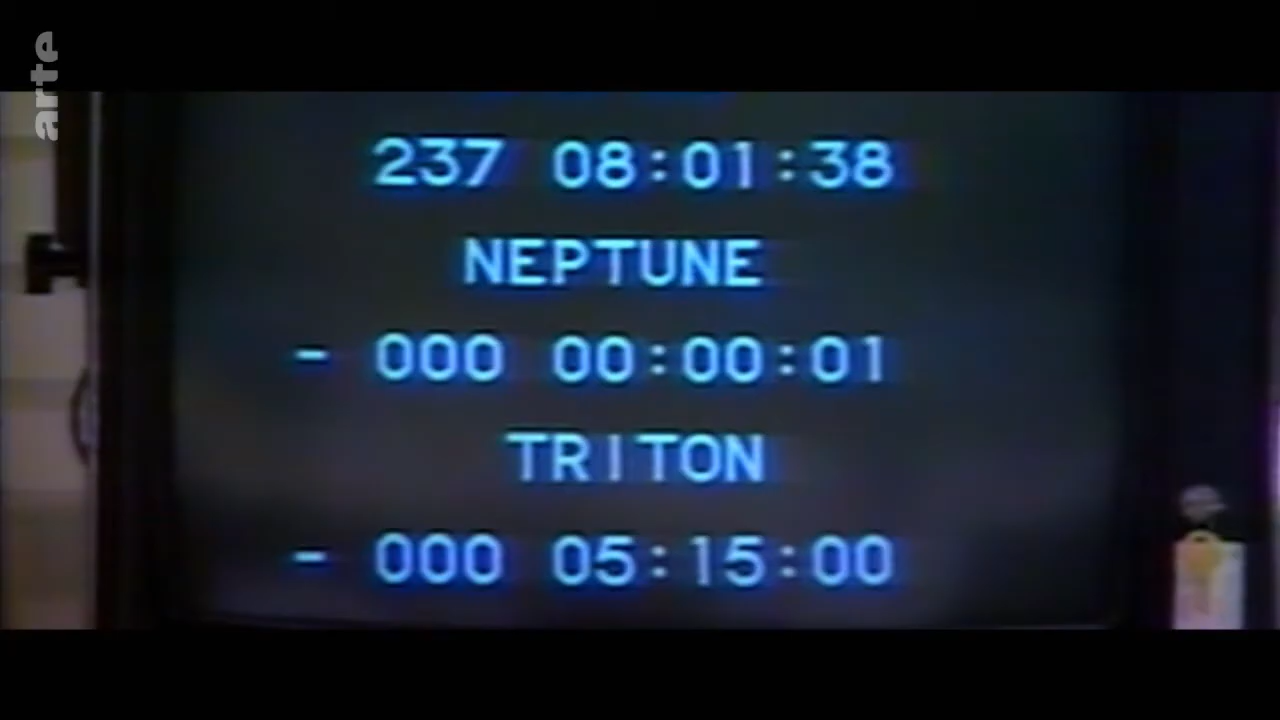 arte
237 08:01:38
NEPTUNE
- 000 00:00:01
TRITON
- 000 05:15:00